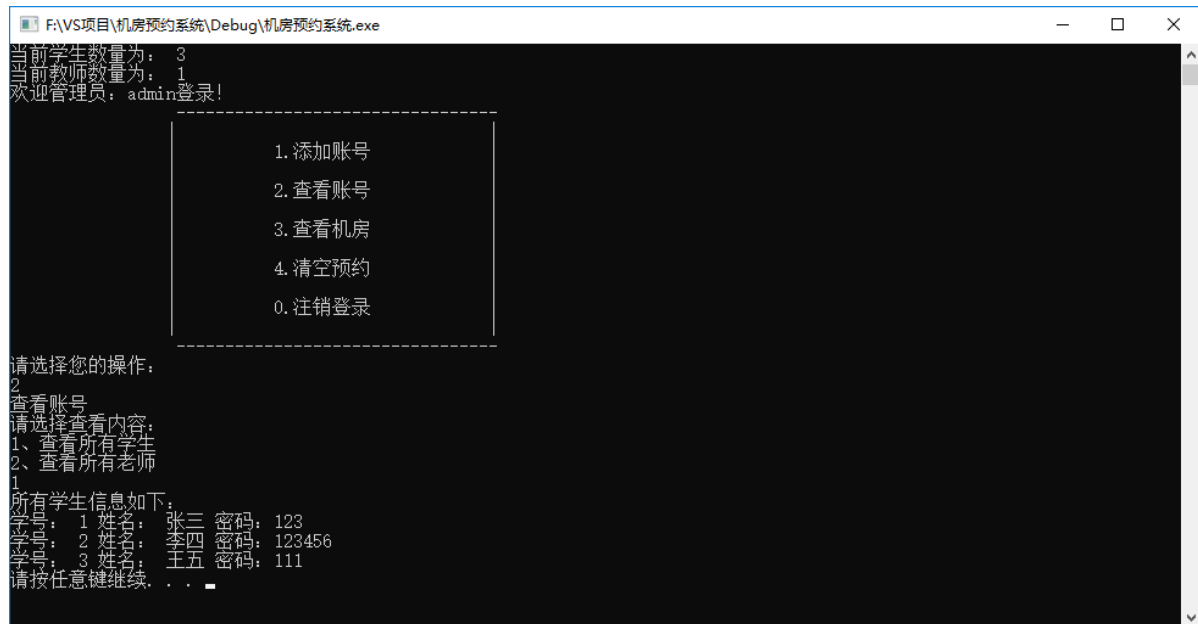 F:\VS项目\机房预约系统\Debug\机房预约系统.exe
当前学生数量为： 3
当前教师数量为： 1
欢迎管理员：admin登录！
---------------------------------
1.添加账号
2.查看账号
3.查看机房
4.清空预约
0.注销登录
---------------------------------
请选择您的操作：
2
查看账号
请选择查看内容：
1、查看所有学生
2、查看所有老师
1
所有学生信息如下：
学号： 1 姓名： 张三 密码：123
学号： 2 姓名： 李四 密码：123456
学号： 3 姓名： 王五 密码：111
请按任意键继续. . .